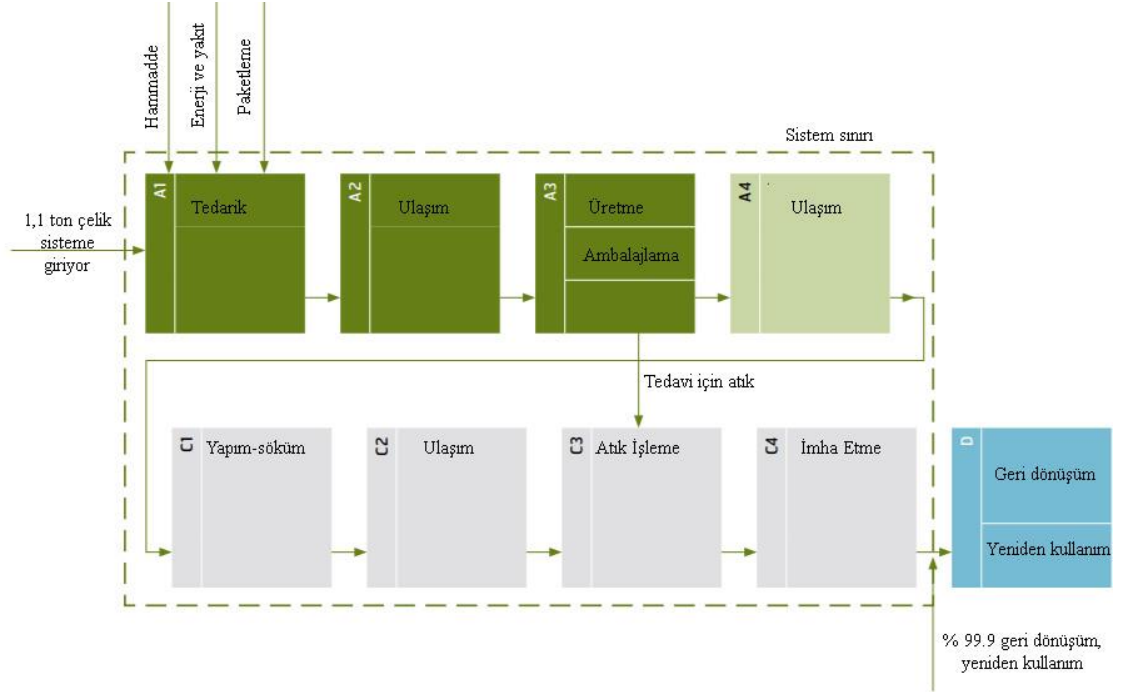 Hammadde
Enerji ve yakıt
Paketleme
Sistem sınırı
1,1 ton çelik
sisteme
giriyor
A1
Tedarik
A2
Ulaşım
A3
Üretme
Ambalajlama
A4
Ulaşım
Tedavi için atık
C1
Yapım-söküm
C2
Ulaşım
C3
Atık İşleme
C4
İmha Etme
D
Geri dönüşüm
Yeniden kullanım
% 99.9 geri dönüşüm,
yeniden kullanım